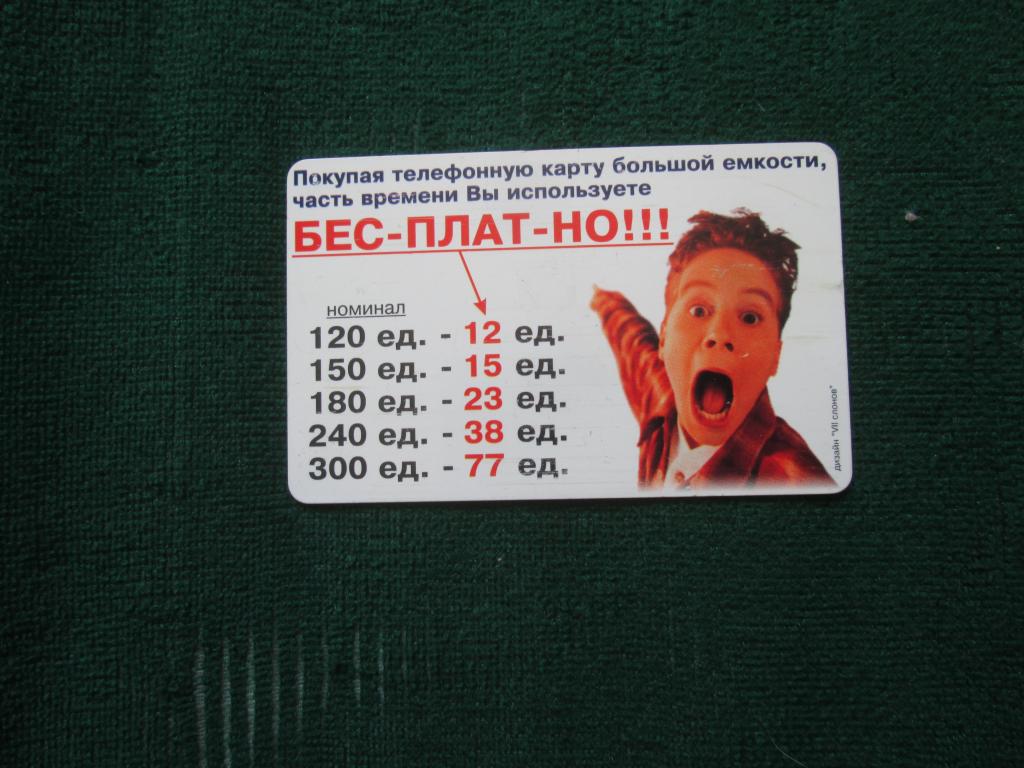 Покупая телефонную карту большой емкости,
часть времени Вы используете
БЕС-ПЛАТ-НО!!!
номинал
120 ед. - 12 ед.
150 ед. - 15 ед.
180 ед. - 23 ед.
240 ед. - 38 ед.
300 ед. - 77 ед.
дизайн "VII слонов"